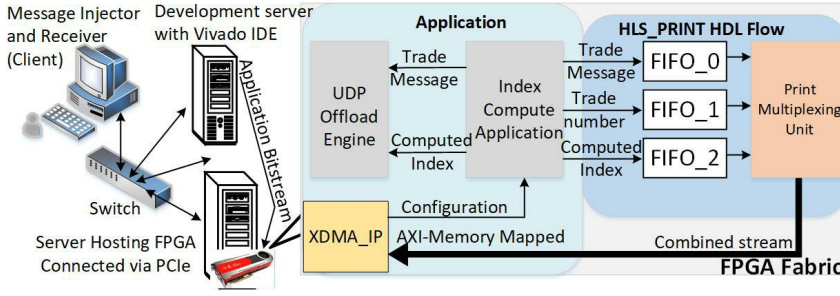 Message Injector
and Receiver
(Client)
Development server
with Vivado IDE
Application Bitstream
Switch
Server Hosting FPGA
Connected via PCIe
Application
UDP
Offload
Engine
Trade
Message
Computed
Index
Index
Compute
Application
XDMA_IP
Configuration
AXI-Memory Mapped
HLS_PRINT HDL Flow
Trade
Message
Trade
number
Computed
Index
FIFO_0
FIFO_1
FIFO_2
Print
Multiplexing
Unit
Combined stream
FPGA Fabric